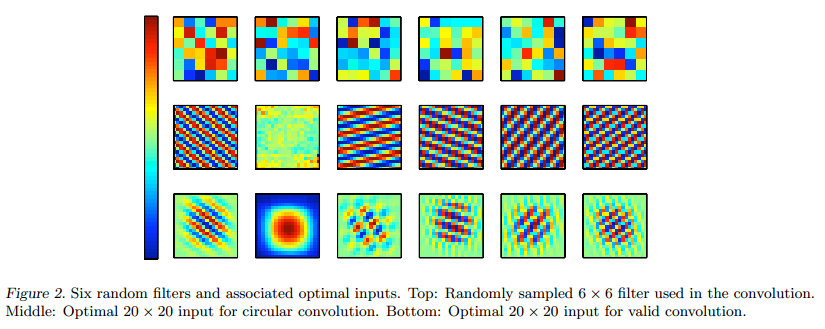 Figure 2. Six random filters and associated optimal inputs. Top: Randomly sampled 6 × 6 filter used in the convolution.
Middle: Optimal 20 × 20 input for circular convolution. Bottom: Optimal 20 × 20 input for valid convolution.